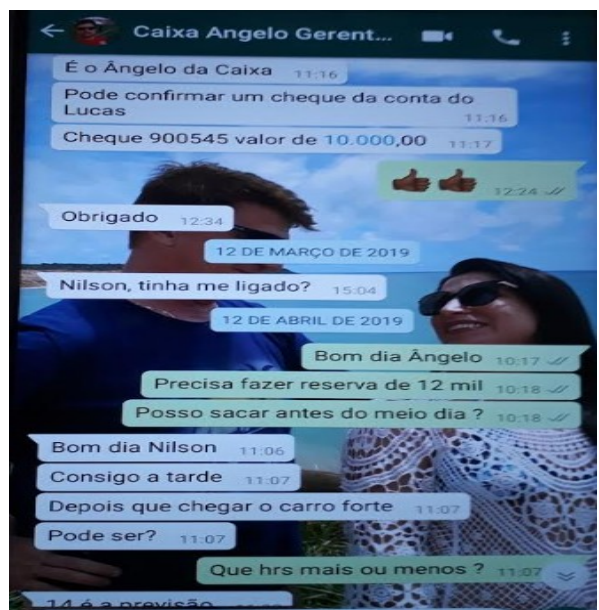 Caixa Angelo Gerent...
É o Ângelo da Caixa 11:16
Pode confirmar um cheque da conta do
Lucas 11:16
Cheque 900545 valor de 10.000,00 11:17
12:24
Obrigado 12:34
12 DE MARÇO DE 2019
Nilson, tinha me ligado? 15:04
12 DE ABRIL DE 2019
Bom dia Ângelo 10:17
Precisa fazer reserva de 12 mil 10:18
Posso sacar antes do meio dia ? 10:18
Bom dia Nilson 11:06
Consigo a tarde 11:07
Depois que chegar o carro forte 11:07
Pode ser? 11:07
Que hrs mais ou menos ? 11:07
14 é a previsão